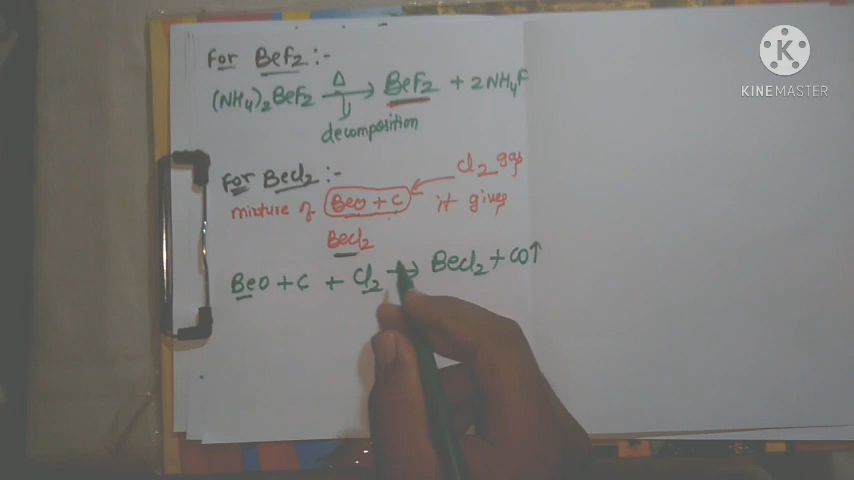 For BeF2 :-
(NH4)2BeF2 Δ→ BeF2 + 2NH4F
decomposition
For BeCl2 :-
Cl2 gas
mixture of BeO + C it gives
BeCl2
BeO + C + Cl2 → BeCl2 + CO↑
K
KINEMASTER